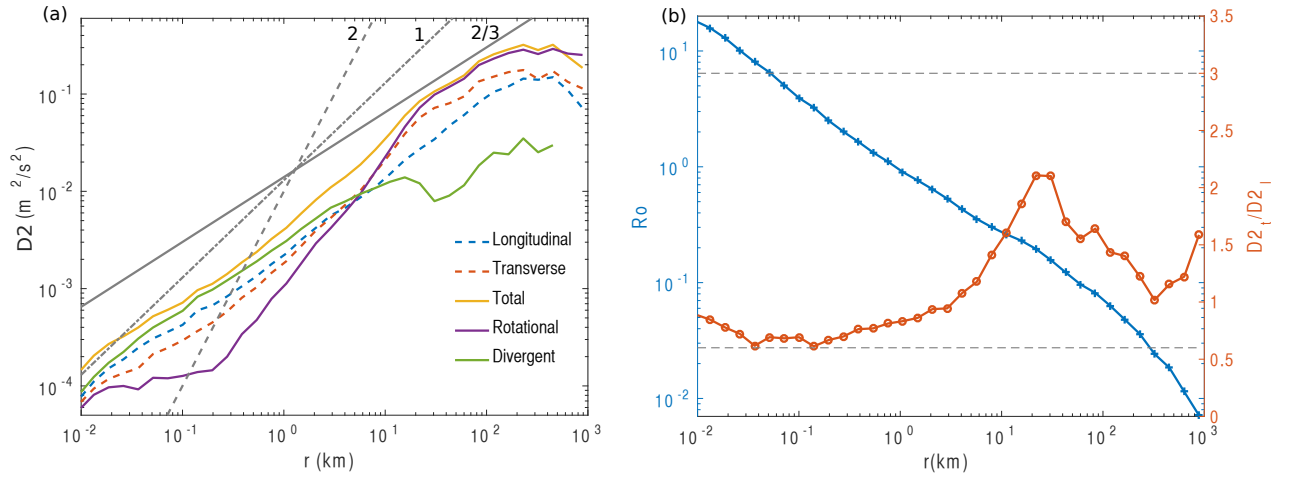 (a)
2
1
2/3
D2 (m²/s²)
10⁻¹
10⁻²
10⁻³
10⁻⁴
Longitudinal
Transverse
Total
Rotational
Divergent
10⁻² 10⁻¹ 10⁰ 10¹ 10² 10³
r (km)
(b)
Ro
10¹
10⁰
10⁻¹
10⁻²
3.5
3
2.5
2
1.5
1
0.5
0
D2ₜ/D2ₗ
10⁻² 10⁻¹ 10⁰ 10¹ 10² 10³
r(km)